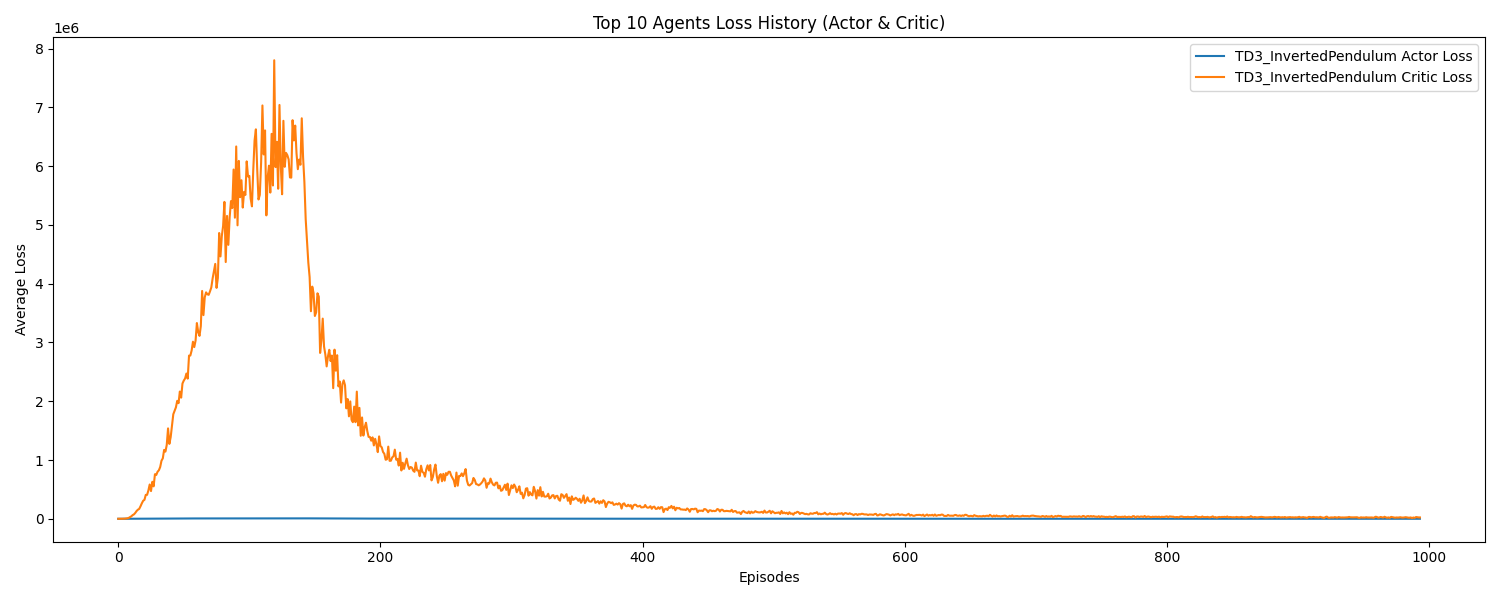 Top 10 Agents Loss History (Actor & Critic)
1e6
TD3_InvertedPendulum Actor Loss
TD3_InvertedPendulum Critic Loss
8
7
6
5
4
3
2
1
0
Average Loss
0 200 400 600 800 1000
Episodes